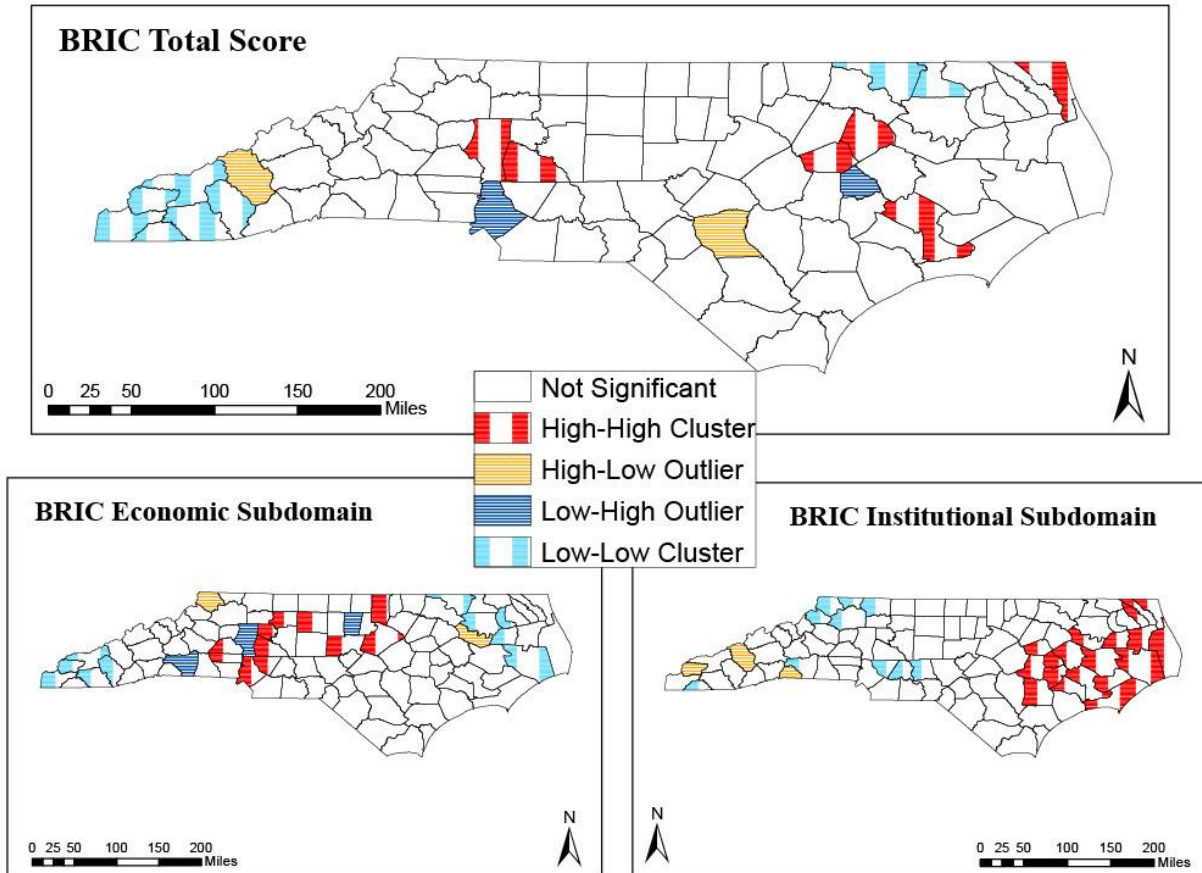 BRIC Total Score
N
0 25 50 100 150 200
Miles
Not Significant
High-High Cluster
High-Low Outlier
Low-High Outlier
Low-Low Cluster
BRIC Economic Subdomain
N
0 25 50 100 150 200
Miles
BRIC Institutional Subdomain
N
0 25 50 100 150 200
Miles